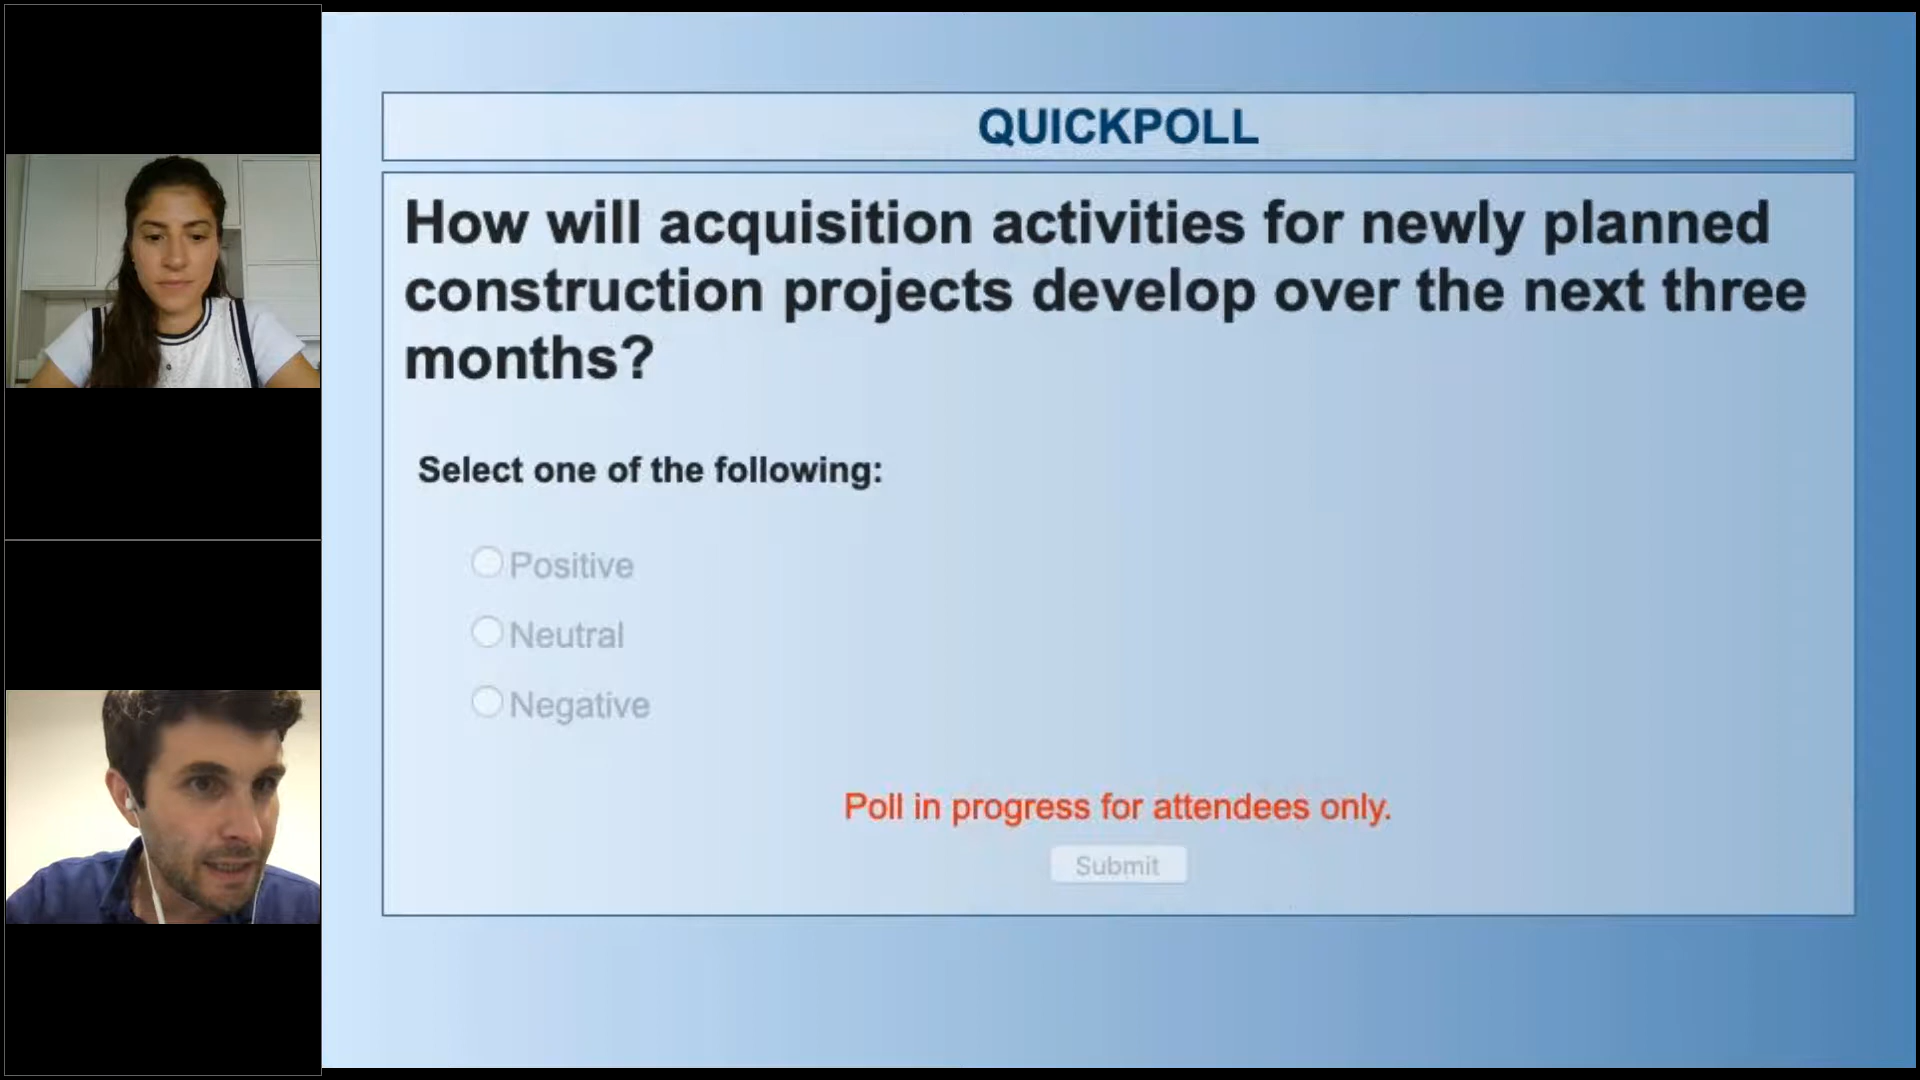 QUICKPOLL
How will acquisition activities for newly planned
construction projects develop over the next three
months?
Select one of the following:
Positive
Neutral
Negative
Poll in progress for attendees only.
Submit